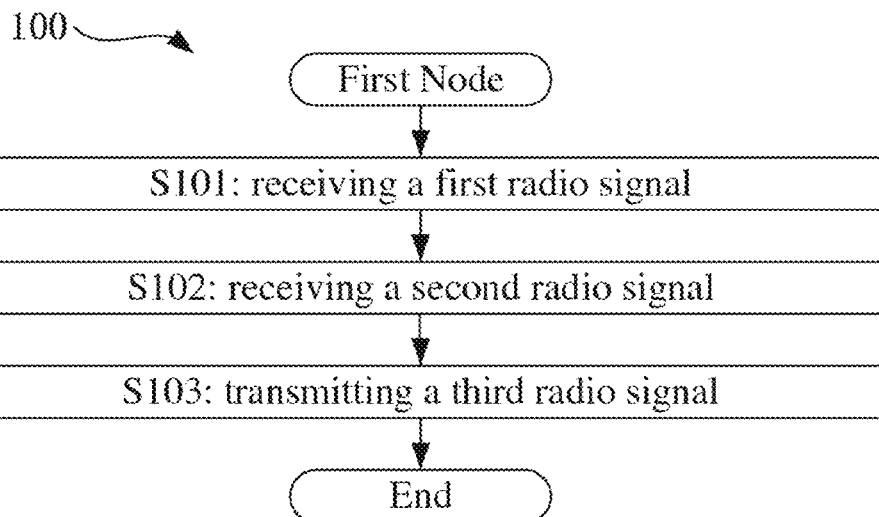 100
First Node
S101: receiving a first radio signal
S102: receiving a second radio signal
S103: transmitting a third radio signal
End